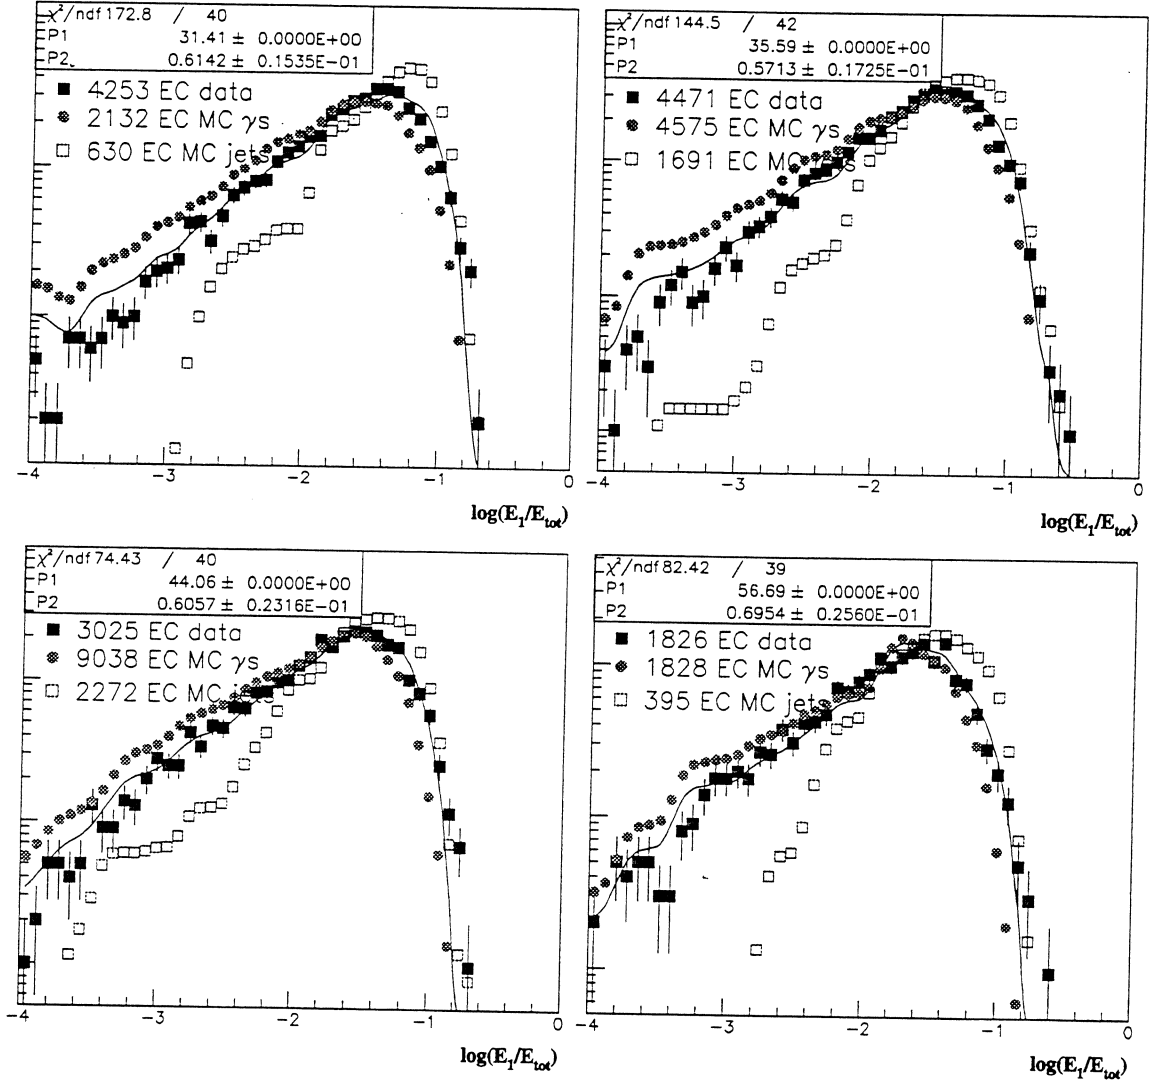 χ²/ndf 172.8 / 40
P1 31.41 ± 0.0000E+00
P2 0.6142 ± 0.1535E-01
4253 EC data
2132 EC MC γs
630 EC MC jets
-4 -3 -2 -1 0
log(E₁/Eₜₒₜ)
χ²/ndf 144.5 / 42
P1 35.59 ± 0.0000E+00
P2 0.5713 ± 0.1725E-01
4471 EC data
4575 EC MC γs
1691 EC MC
-4 -3 -2 -1 0
log(E₁/Eₜₒₜ)
χ²/ndf 74.43 / 40
P1 44.06 ± 0.0000E+00
P2 0.6057 ± 0.2316E-01
3025 EC data
9038 EC MC γs
2272 EC MC
-4 -3 -2 -1 0
log(E₁/Eₜₒₜ)
χ²/ndf 82.42 / 39
P1 56.69 ± 0.0000E+00
P2 0.6954 ± 0.2560E-01
1826 EC data
1828 EC MC γs
395 EC MC jets
-4 -3 -2 -1 0
log(E₁/Eₜₒₜ)